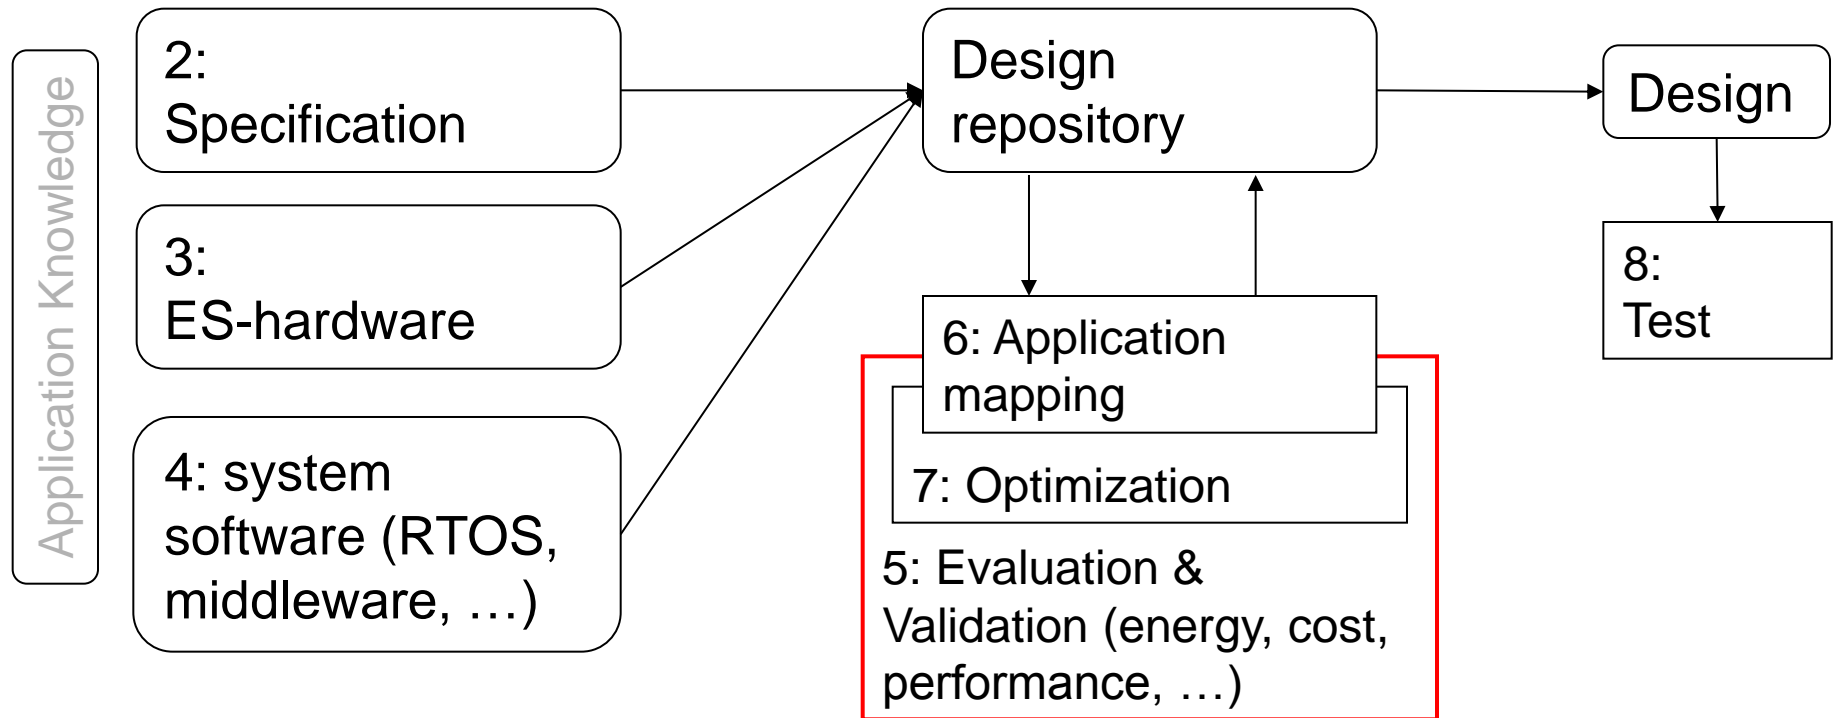 Application Knowledge
2:
Specification
3:
ES-hardware
4: system
software (RTOS,
middleware, …)
Design
repository
6: Application
mapping
7: Optimization
5: Evaluation &
Validation (energy, cost,
performance, …)
Design
8:
Test